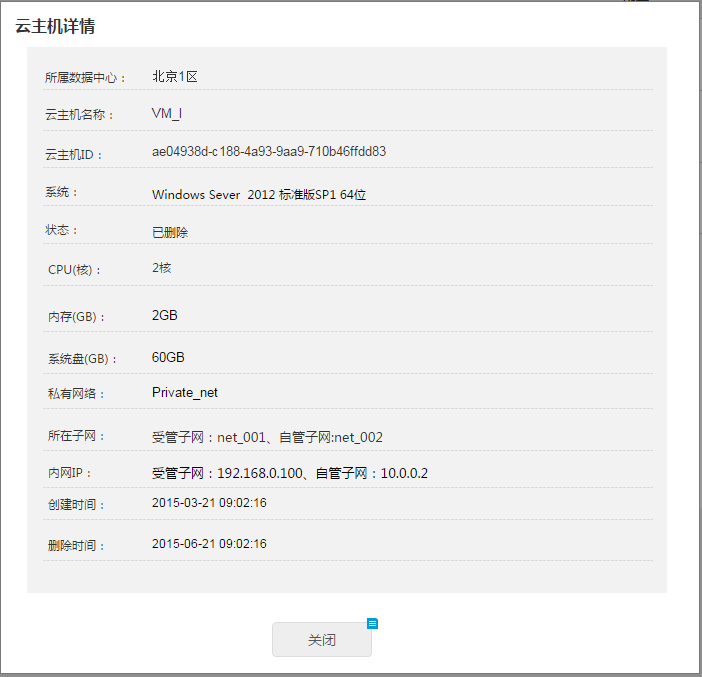 云主机详情
所属数据中心： 北京1区
云主机名称： VM_I
云主机ID： ae04938d-c188-4a93-9aa9-710b46ffdd83
系统： Windows Sever 2012 标准版SP1 64位
状态： 已删除
CPU(核)： 2核
内存(GB)： 2GB
系统盘(GB)： 60GB
私有网络： Private_net
所在子网： 受管子网：net_001、自管子网:net_002
内网IP： 受管子网：192.168.0.100、自管子网：10.0.0.2
创建时间： 2015-03-21 09:02:16
删除时间： 2015-06-21 09:02:16
关闭